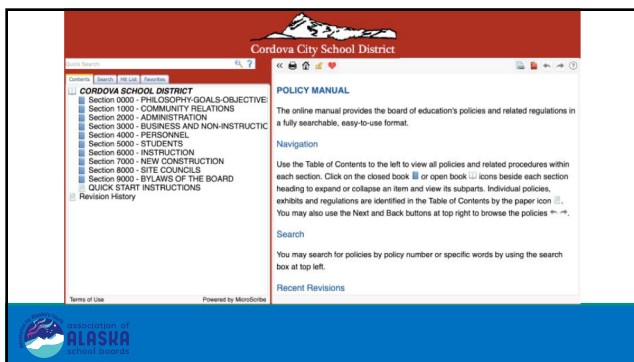 Cordova City School District
Quick Search
Contents Search Hit List Favorites
CORDOVA SCHOOL DISTRICT
Section 0000 - PHILOSOPHY-GOALS-OBJECTIVE
Section 1000 - COMMUNITY RELATIONS
Section 2000 - ADMINISTRATION
Section 3000 - BUSINESS AND NON-INSTRUCTIO
Section 4000 - PERSONNEL
Section 5000 - STUDENTS
Section 6000 - INSTRUCTION
Section 7000 - NEW CONSTRUCTION
Section 8000 - SITE COUNCILS
Section 9000 - BYLAWS OF THE BOARD
QUICK START INSTRUCTIONS
Revision History
Terms of Use Powered by MicroScribe
POLICY MANUAL
The online manual provides the board of education's policies and related regulations in
a fully searchable, easy-to-use format.
Navigation
Use the Table of Contents to the left to view all policies and related procedures within
each section. Click on the closed book or open book icons beside each section
heading to expand or collapse an item and view its subparts. Individual policies,
exhibits and regulations are identified in the Table of Contents by the paper icon .
You may also use the Next and Back buttons at top right to browse the policies .
Search
You may search for policies by policy number or specific words by using the search
box at top left.
Recent Revisions
association of
ALASKA
school boards